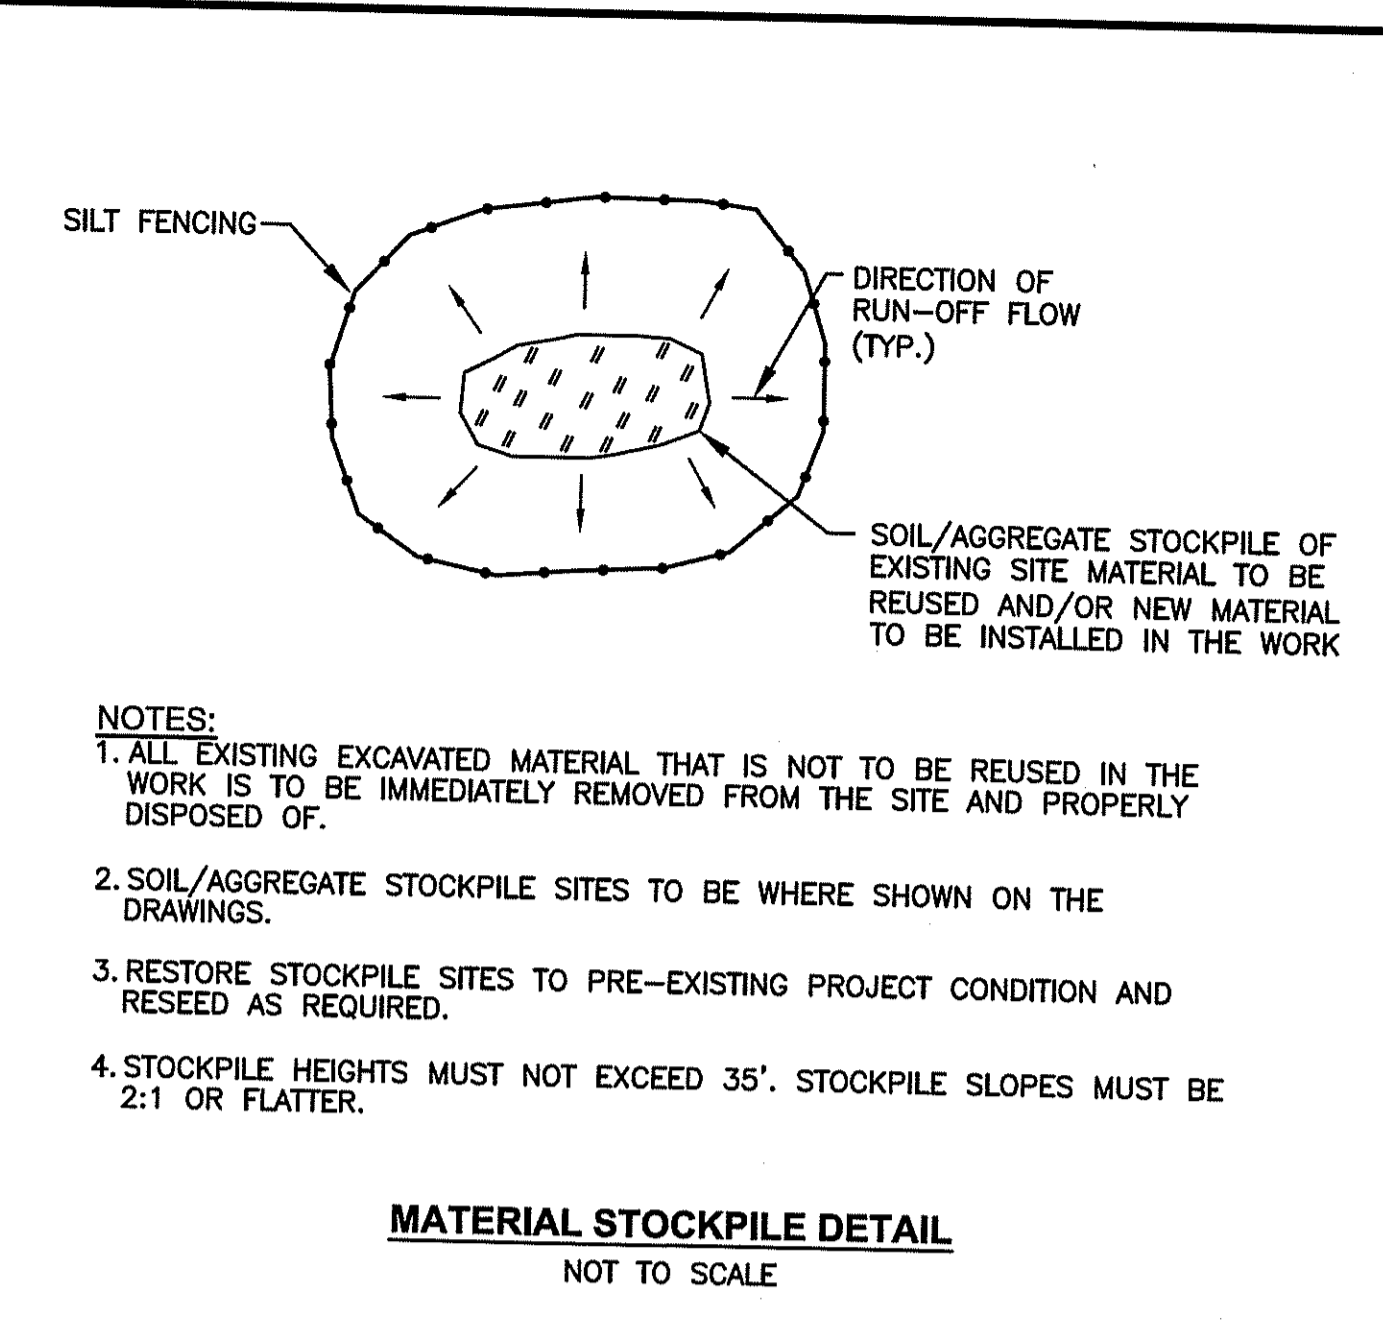 SILT FENCING
DIRECTION OF
RUN-OFF FLOW
(TYP.)
SOIL/AGGREGATE STOCKPILE OF
EXISTING SITE MATERIAL TO BE
REUSED AND/OR NEW MATERIAL
TO BE INSTALLED IN THE WORK
NOTES:
1. ALL EXISTING EXCAVATED MATERIAL THAT IS NOT TO BE REUSED IN THE
WORK IS TO BE IMMEDIATELY REMOVED FROM THE SITE AND PROPERLY
DISPOSED OF.
2. SOIL/AGGREGATE STOCKPILE SITES TO BE WHERE SHOWN ON THE
DRAWINGS.
3. RESTORE STOCKPILE SITES TO PRE-EXISTING PROJECT CONDITION AND
RESEED AS REQUIRED.
4. STOCKPILE HEIGHTS MUST NOT EXCEED 35'. STOCKPILE SLOPES MUST BE
2:1 OR FLATTER.
MATERIAL STOCKPILE DETAIL
NOT TO SCALE